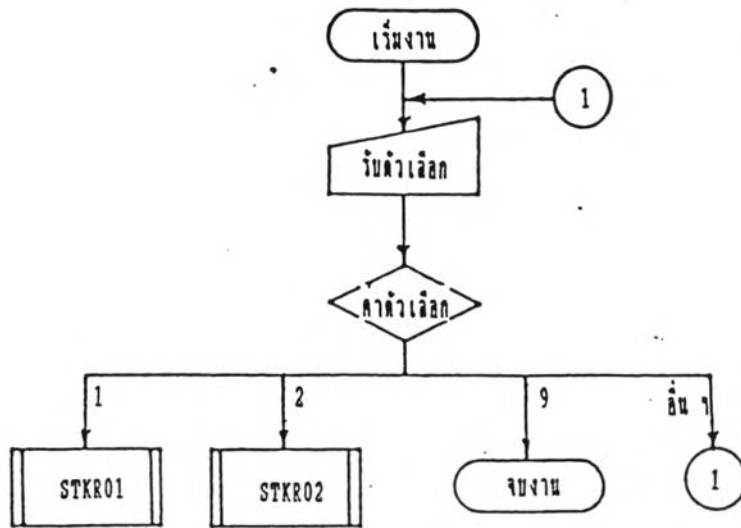 เริ่มงาน
1
รับตัวเลือก
ค่าตัวเลือก
1
2
9
อื่น ๆ
STKR01
STKR02
จบงาน
1